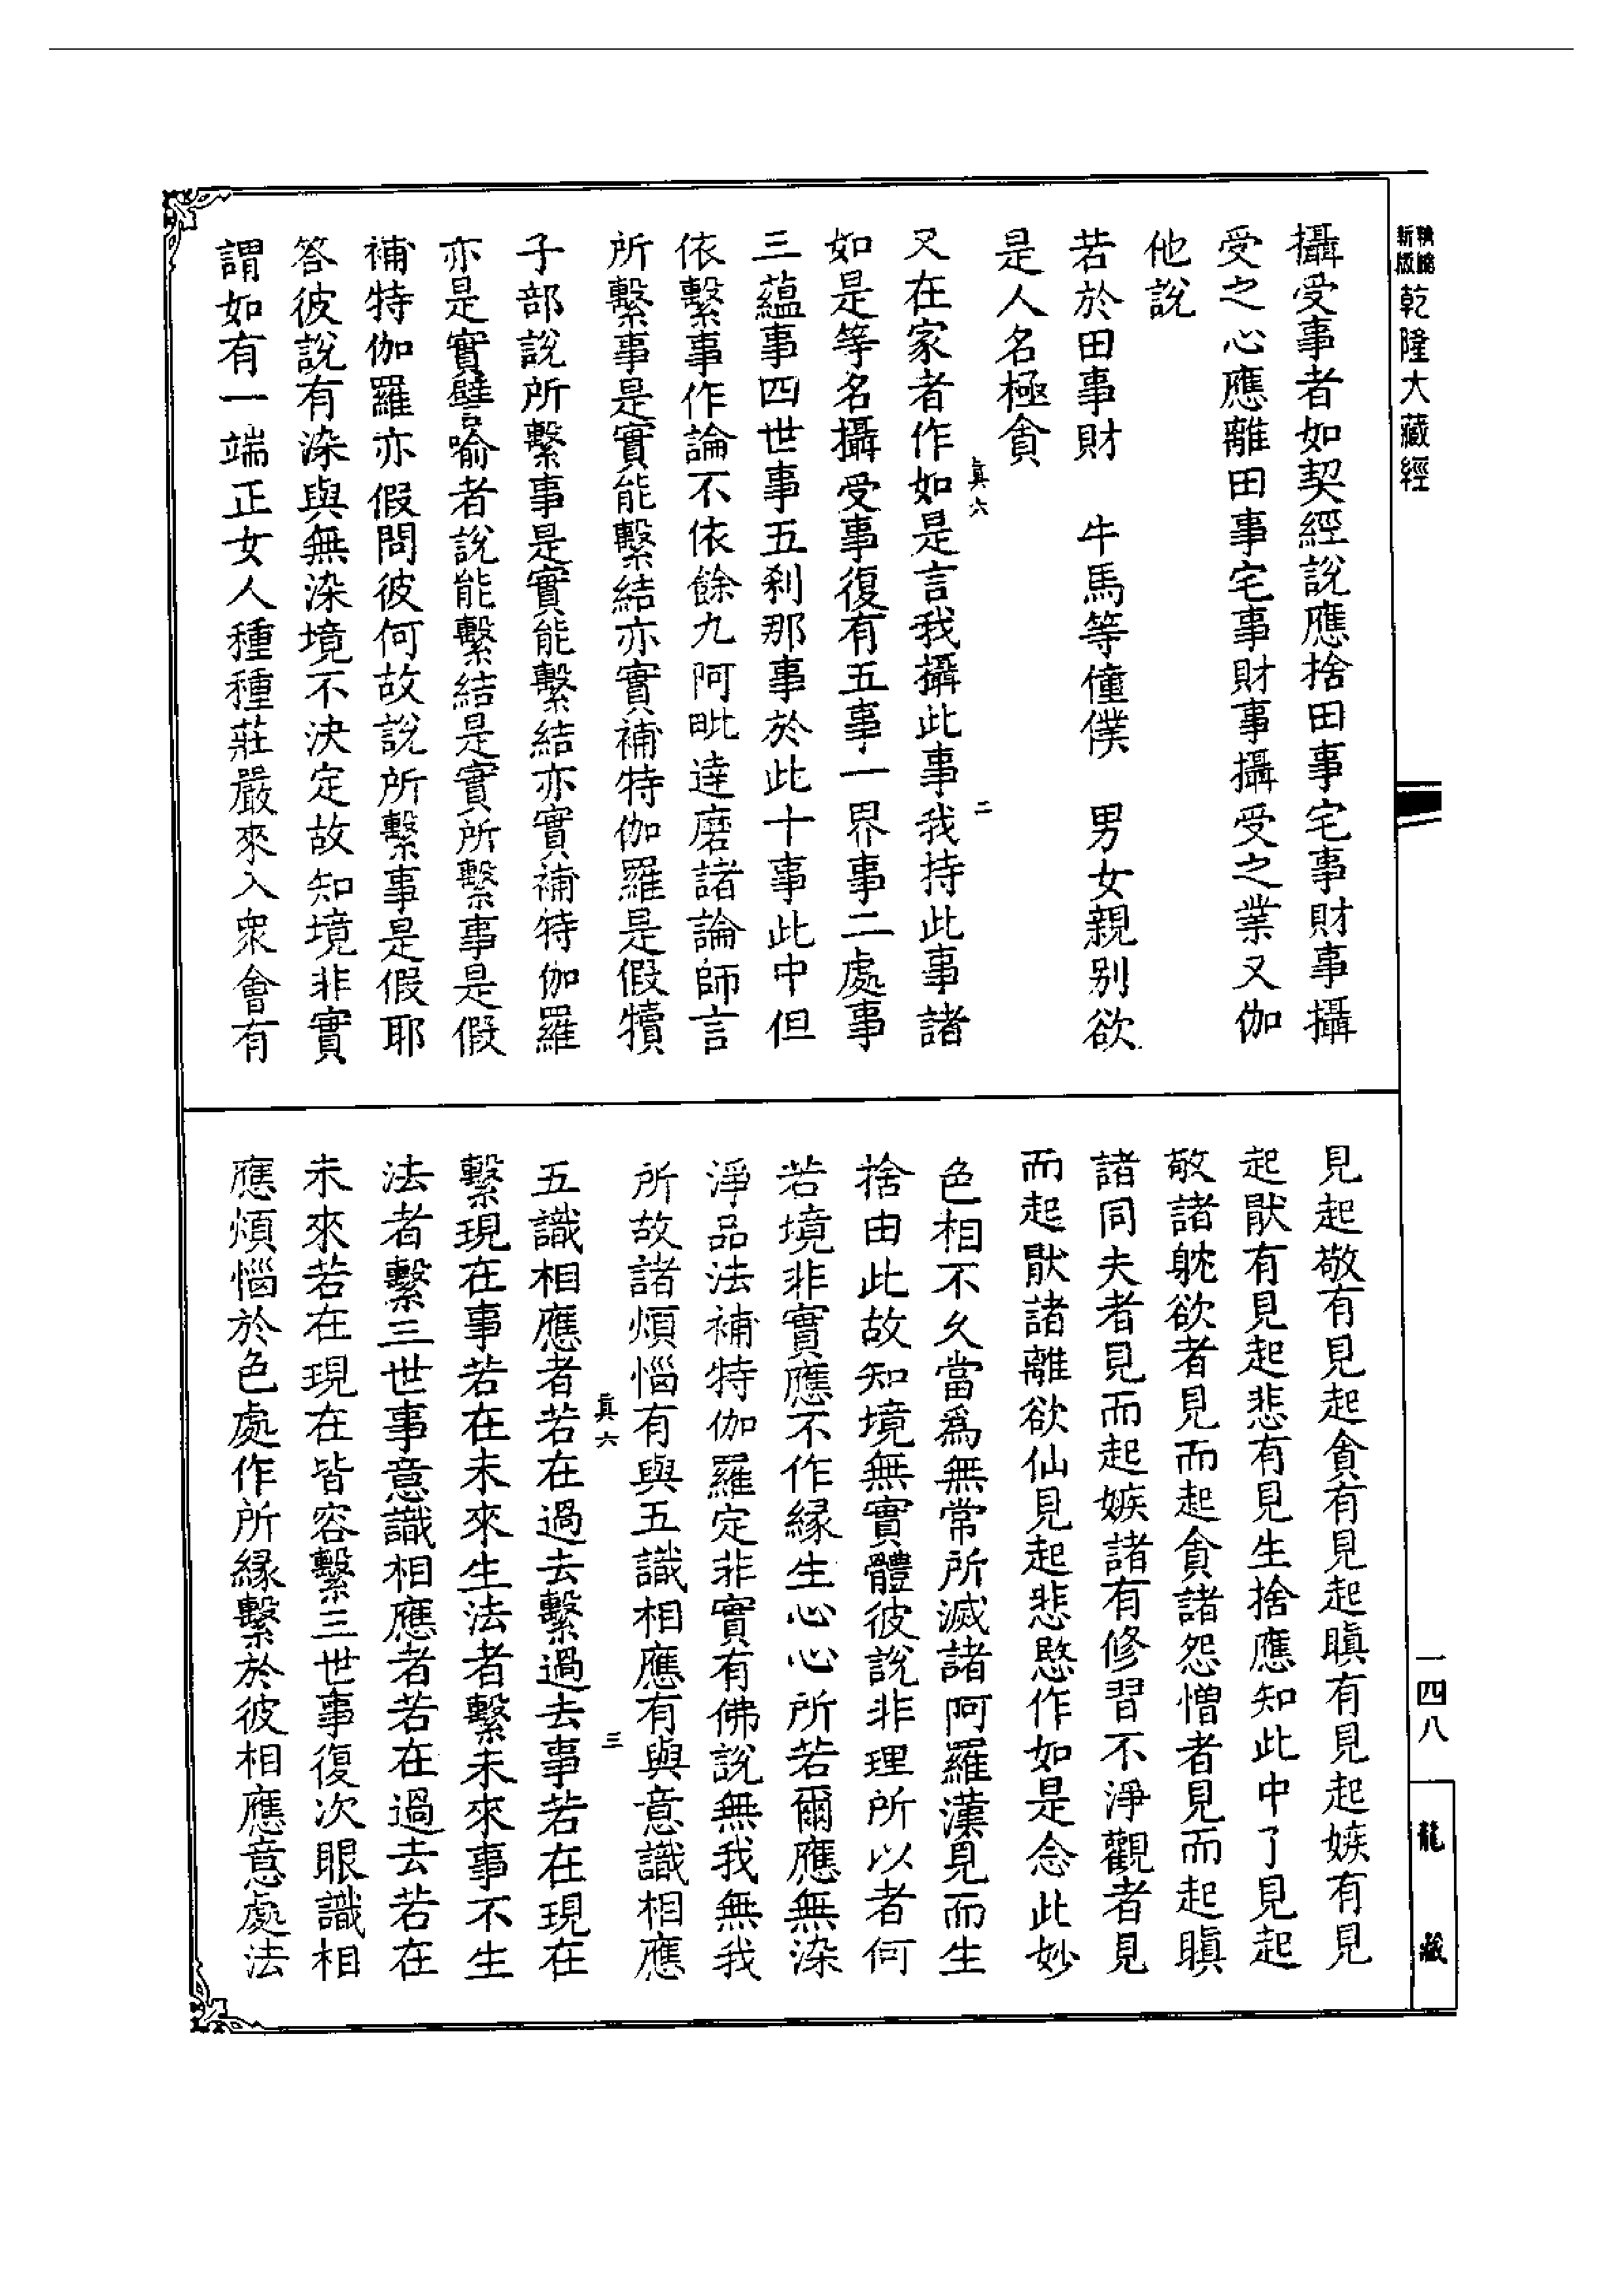 新版
乾隆大藏經
攝受事者如契經說應捨田事宅事財事攝
受之心應離田事宅事財事攝受之業又伽
他說
若於田事財　牛馬等僮僕　男女親别欲
是人名極貪
真六
二
又在家者作如是言我攝此事我持此事諸
如是等名攝受事復有五事一界事二處事
三蘊事四世事五刹那事於此十事此中但
依繫事作論不依餘九阿毗達磨諸論師言
所繫事是實能繫結亦實補特伽羅是假犢
子部說所繫事是實能繫結亦實補特伽羅
亦是實譬喻者說能繫結是實所繫事是假
補特伽羅亦假問彼何故說所繫事是假耶
答彼說有染與無染境不決定故知境非實
謂如有一端正女人種種莊嚴來入衆會有
一四八
龍藏
見起敬有見起貪有見起瞋有見起嫉有見
起猒有見起悲有見生捨應知此中了見起
敬諸躭欲者見而起貪諸怨憎者見而起瞋
諸同夫者見而起嫉諸有修習不淨觀者見
而起猒諸離欲仙見起悲愍作如是念此妙
色相不久當爲無常所滅諸阿羅漢見而生
捨由此故知境無實體彼說非理所以者何
若境非實應不作緣生心心所若爾應無染
淨品法補特伽羅定非實有佛說無我無我
所故諸煩惱有與五識相應有與意識相應
真六
三
五識相應者若在過去繫過去事若在現在
繫現在事若在未來生法者繫未來事不生
法者繫三世事意識相應者若在過去若在
未來若在現在皆容繫三世事復次眼識相
應煩惱於色處作所緣繫於彼相應意處法